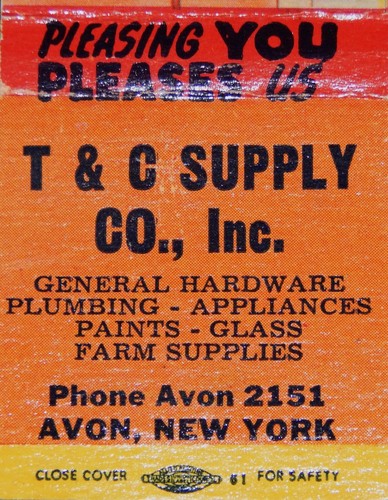 PLEASING YOU
PLEASES US
T & C SUPPLY
CO., Inc.
GENERAL HARDWARE
PLUMBING - APPLIANCES
PAINTS - GLASS
FARM SUPPLIES
Phone Avon 2151
AVON, NEW YORK
CLOSE COVER 61 FOR SAFETY